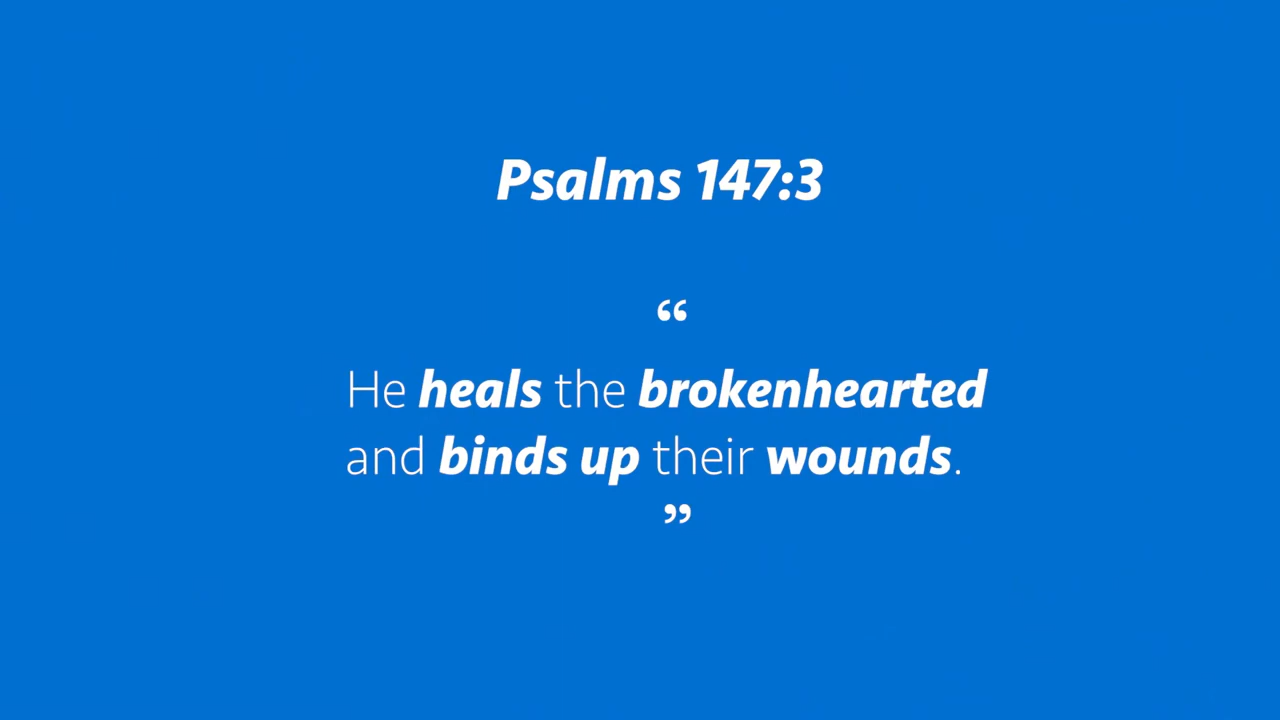 Psalms 147:3
“
He heals the brokenhearted
and binds up their wounds.
”